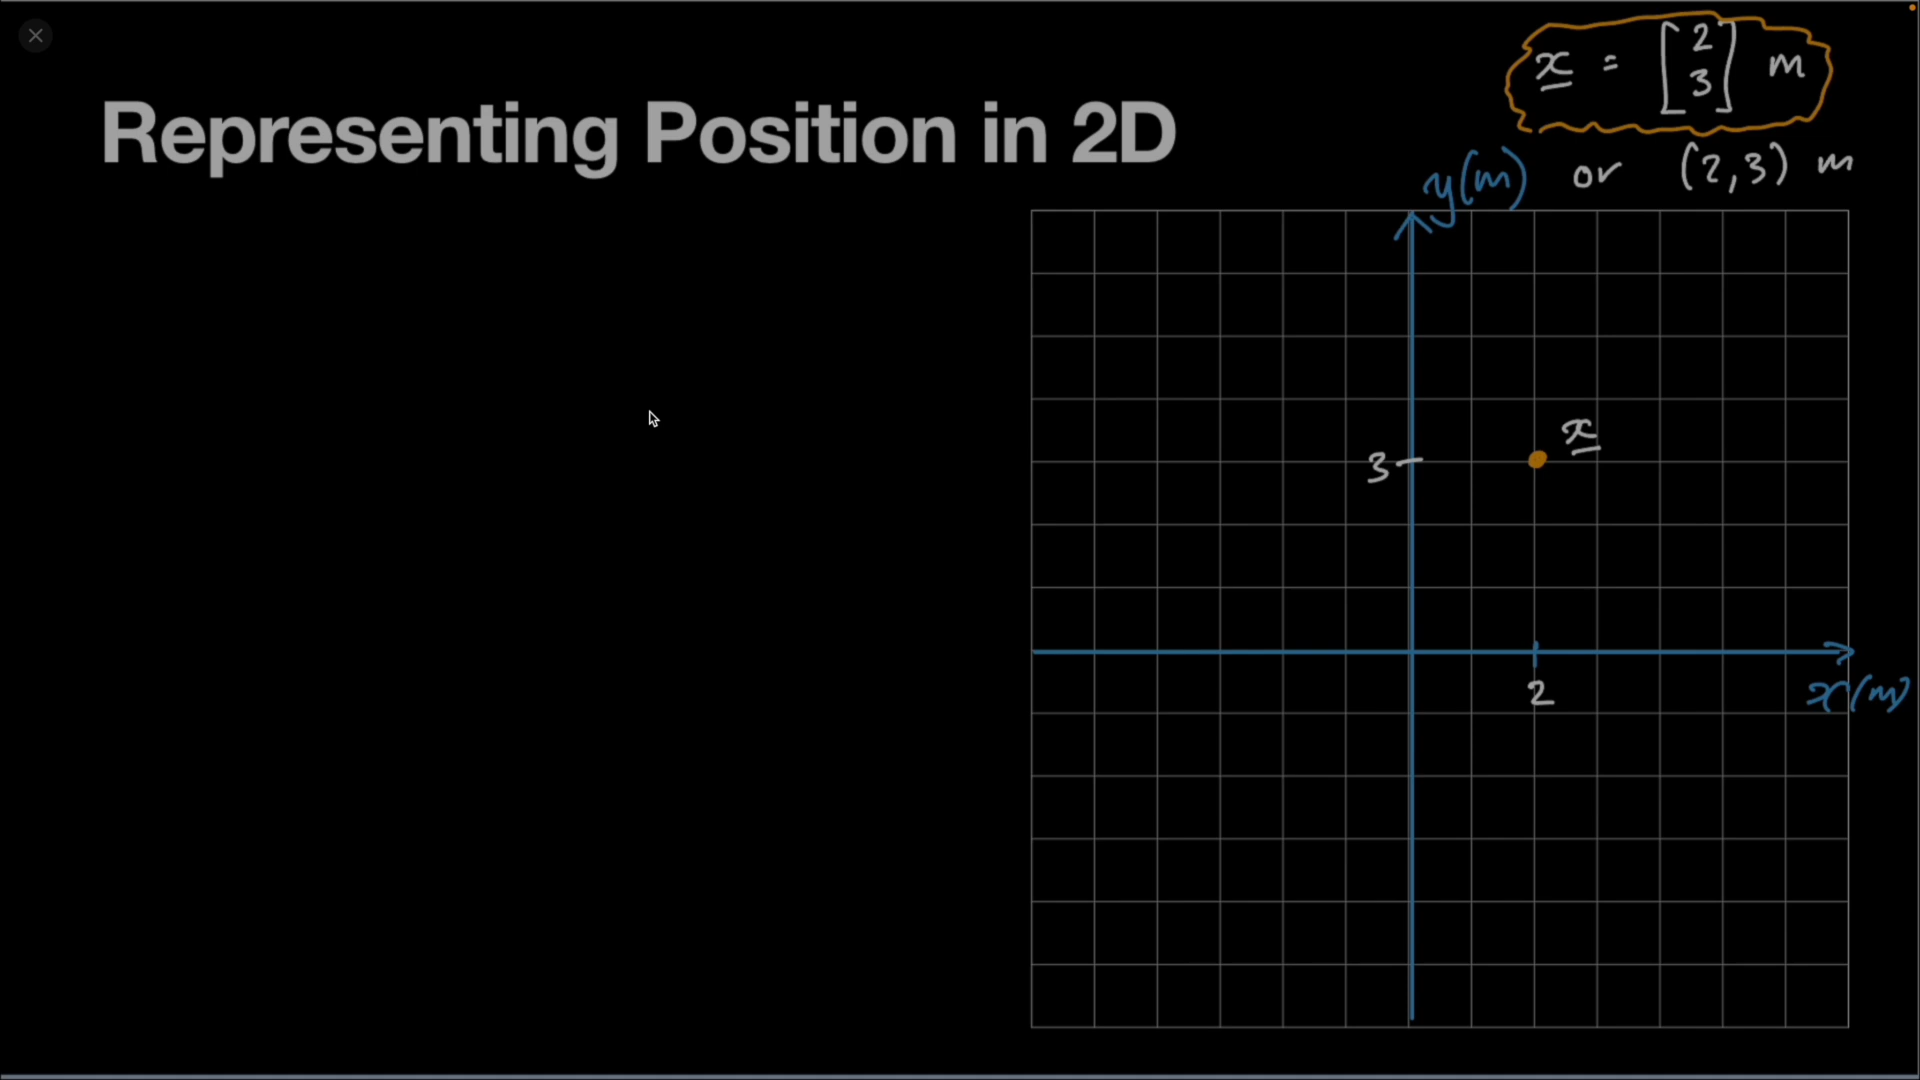 x = [2 3] m
Representing Position in 2D
or (2,3) m
y(m)
x
3
2
x(m)